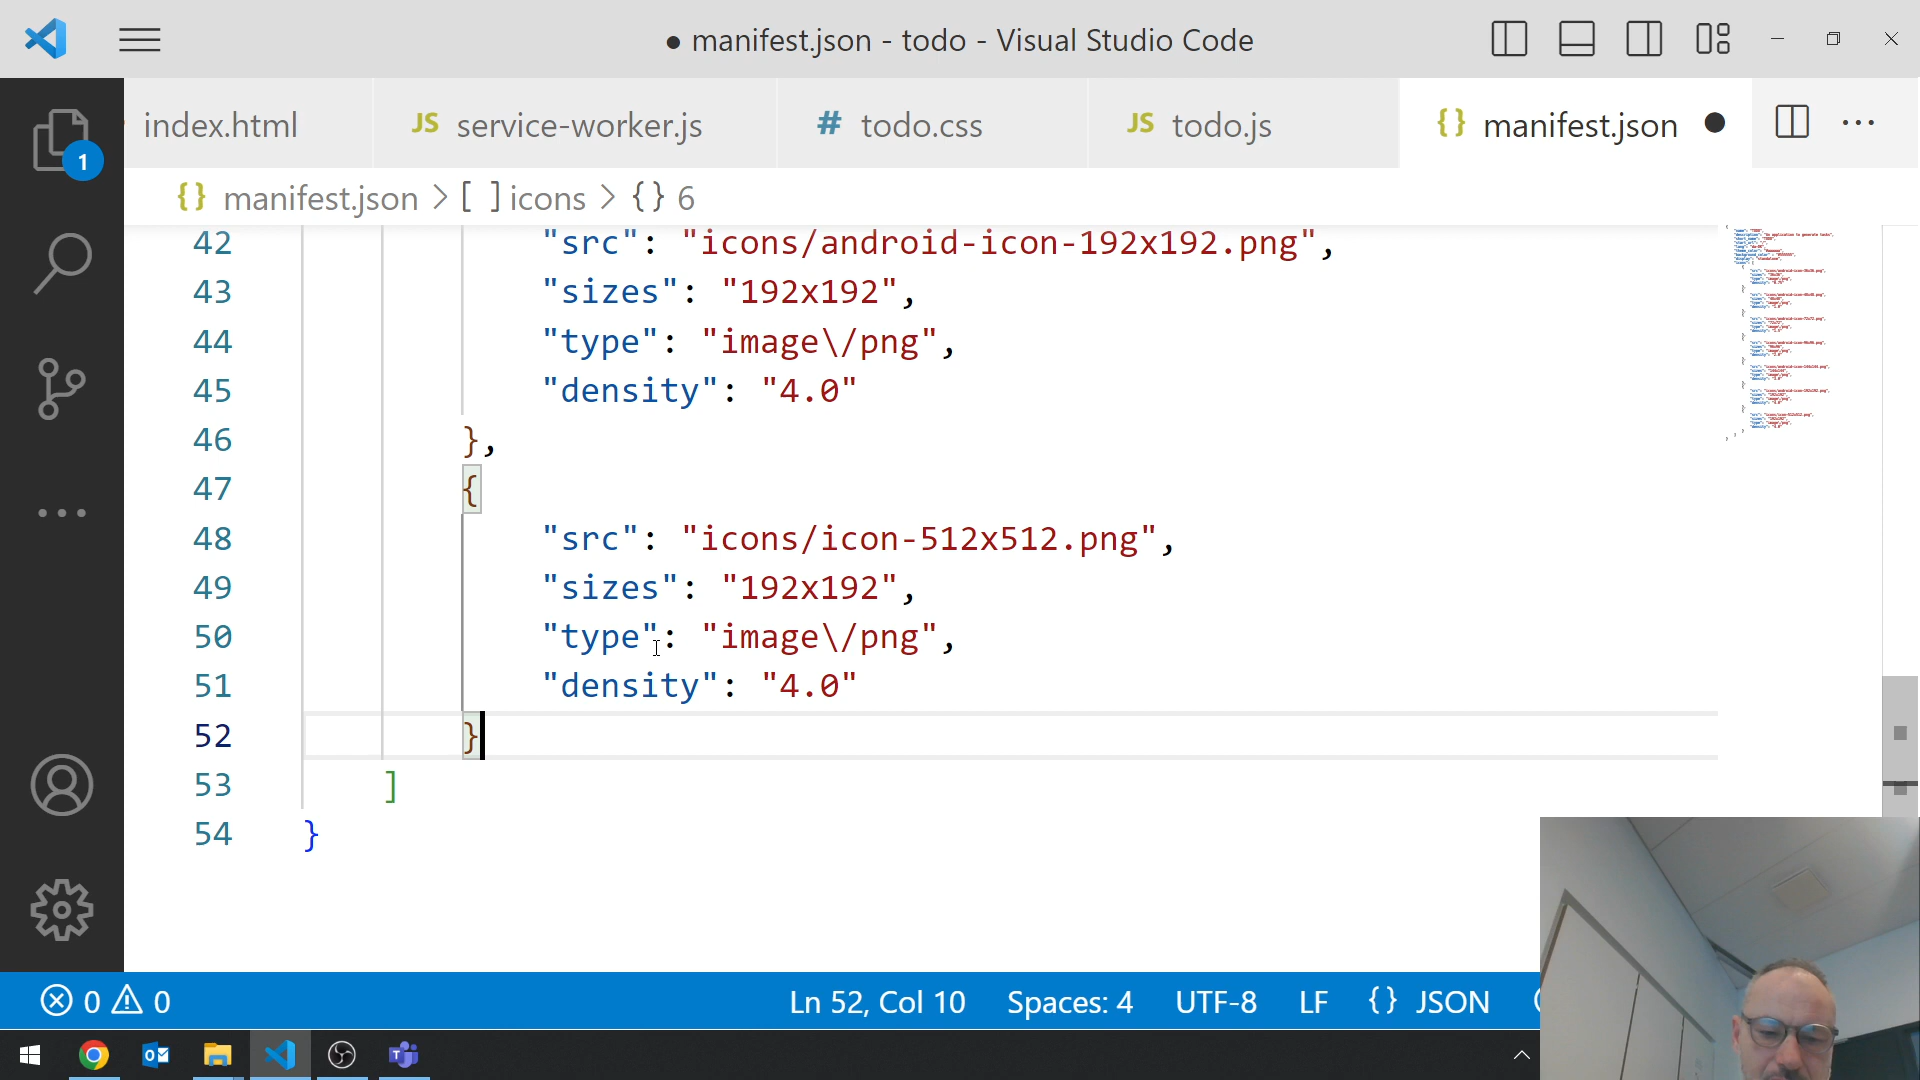 ● manifest.json - todo - Visual Studio Code
index.html
JS service-worker.js
# todo.css
JS todo.js
{} manifest.json ●
1
{} manifest.json > [ ] icons > {} 6
42 "src": "icons/android-icon-192x192.png",
43 "sizes": "192x192",
44 "type": "image\/png",
45 "density": "4.0"
46 },
47 {
48 "src": "icons/icon-512x512.png",
49 "sizes": "192x192",
50 "type": "image\/png",
51 "density": "4.0"
52 }
53 ]
54 }
0 0
Ln 52, Col 10
Spaces: 4
UTF-8
LF
{} JSON